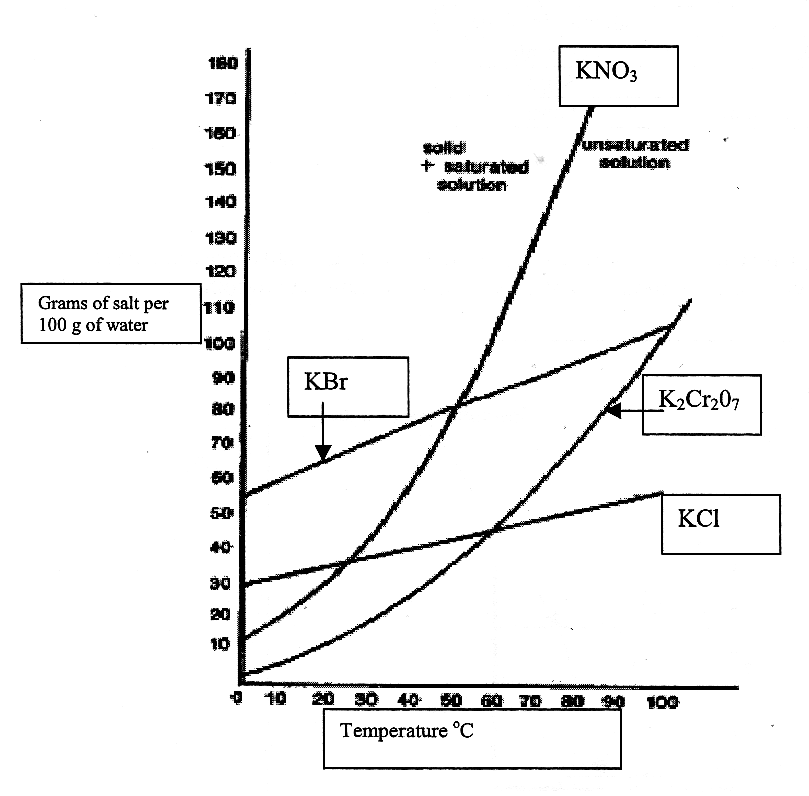 180
KNO3
170
160
solid
+ saturated
solution
unsaturated
solution
150
140
130
120
Grams of salt per
100 g of water
110
100
90
KBr
80
K2Cr207
70
60
50
KCl
40
30
20
10
0 10 20 30 40 50 60 70 80 90 100
Temperature oC